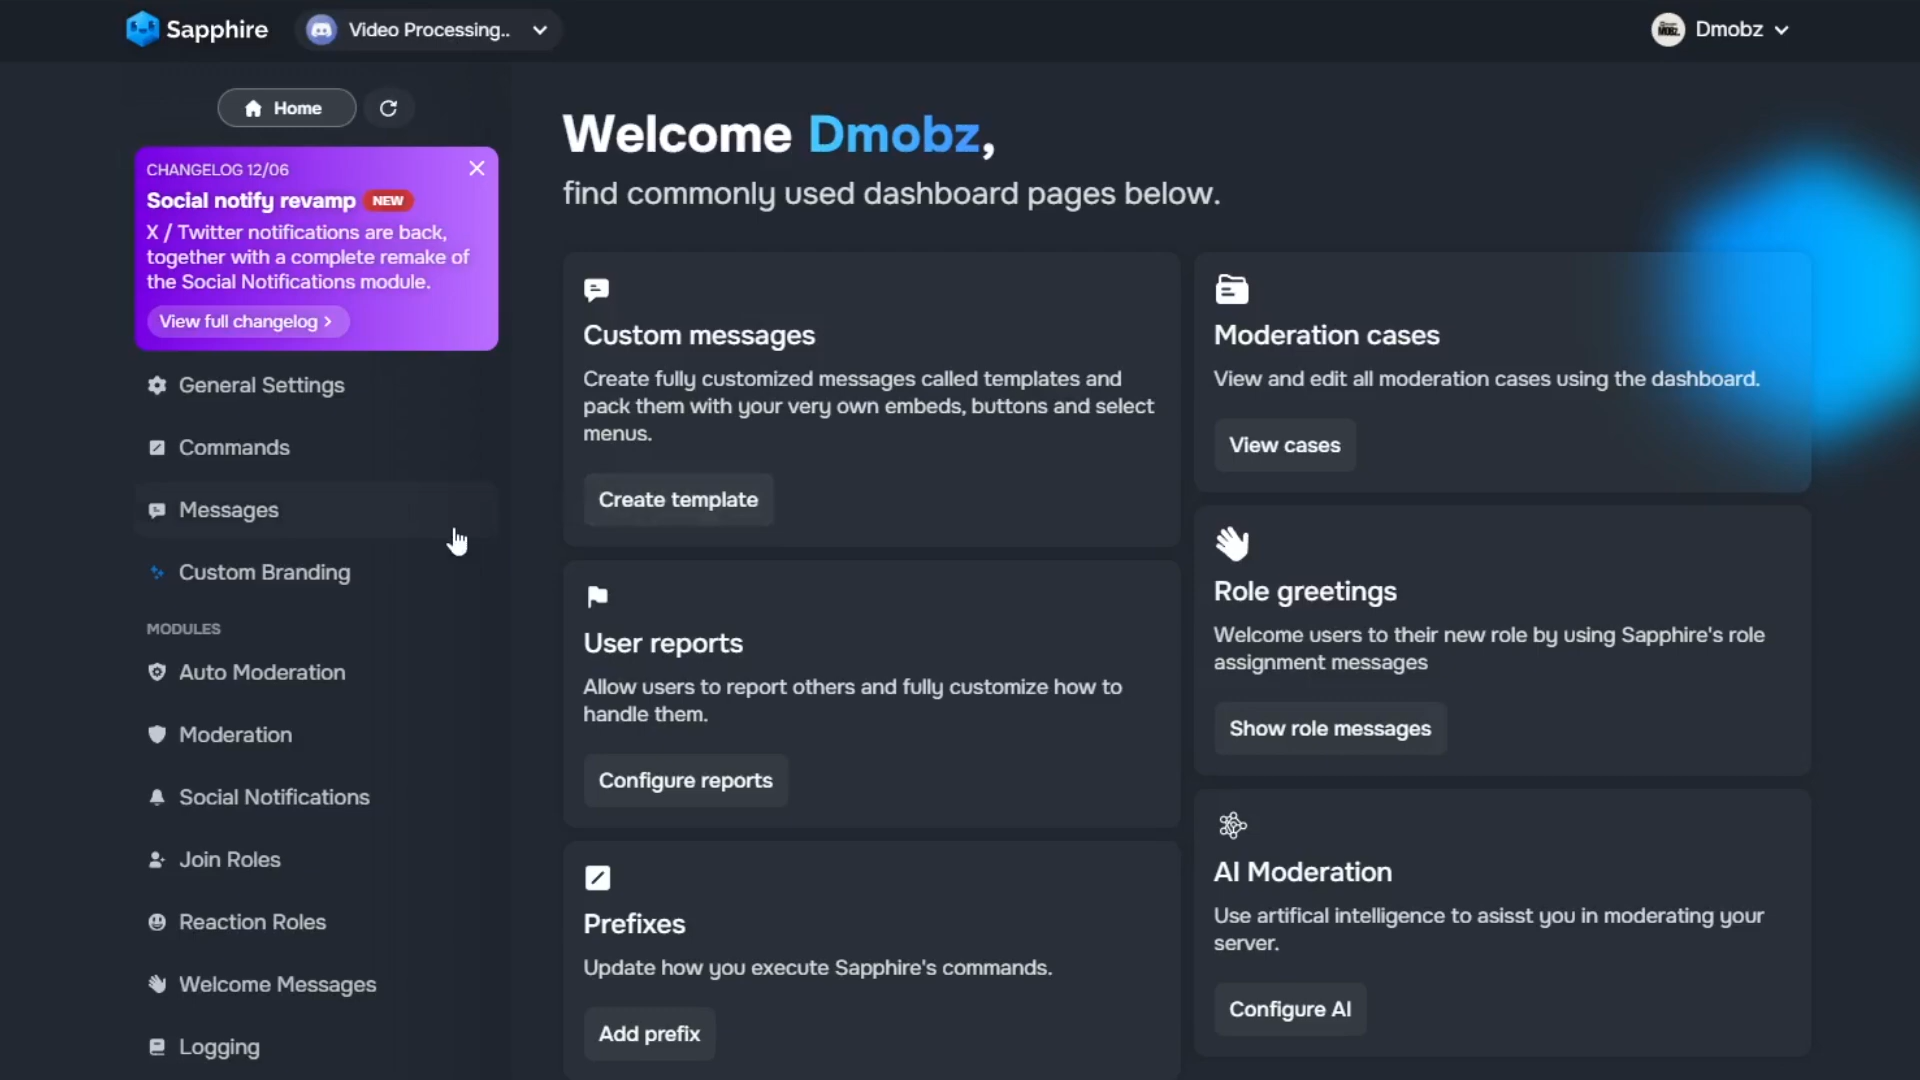 Sapphire
Video Processing..
Dmobz
Home
CHANGELOG 12/06
Social notify revamp NEW
X / Twitter notifications are back,
together with a complete remake of
the Social Notifications module.
View full changelog >
General Settings
Commands
Messages
Custom Branding
MODULES
Auto Moderation
Moderation
Social Notifications
Join Roles
Reaction Roles
Welcome Messages
Logging
Welcome Dmobz,
find commonly used dashboard pages below.
Custom messages
Create fully customized messages called templates and
pack them with your very own embeds, buttons and select
menus.
Create template
User reports
Allow users to report others and fully customize how to
handle them.
Configure reports
Prefixes
Update how you execute Sapphire's commands.
Add prefix
Moderation cases
View and edit all moderation cases using the dashboard.
View cases
Role greetings
Welcome users to their new role by using Sapphire's role
assignment messages
Show role messages
AI Moderation
Use artifical intelligence to asisst you in moderating your
server.
Configure AI